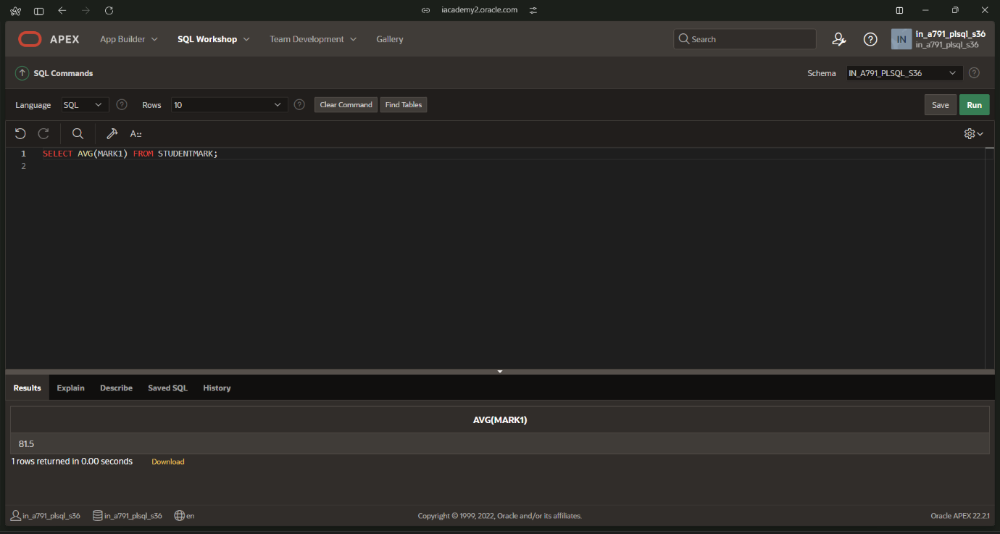 iacademy2.oracle.com
APEX App Builder SQL Workshop Team Development Gallery Search IN in_a791_plsql_s36
in_a791_plsql_s36
SQL Commands Schema IN_A791_PLSQL_S36
Language SQL Rows 10 Clear Command Find Tables Save Run
A::
1 SELECT AVG(MARK1) FROM STUDENTMARK;
2
Results Explain Describe Saved SQL History
AVG(MARK1)
81.5
1 rows returned in 0.00 seconds Download
in_a791_plsql_s36 in_a791_plsql_s36 en Copyright © 1999, 2022, Oracle and/or its affiliates. Oracle APEX 22.2.1